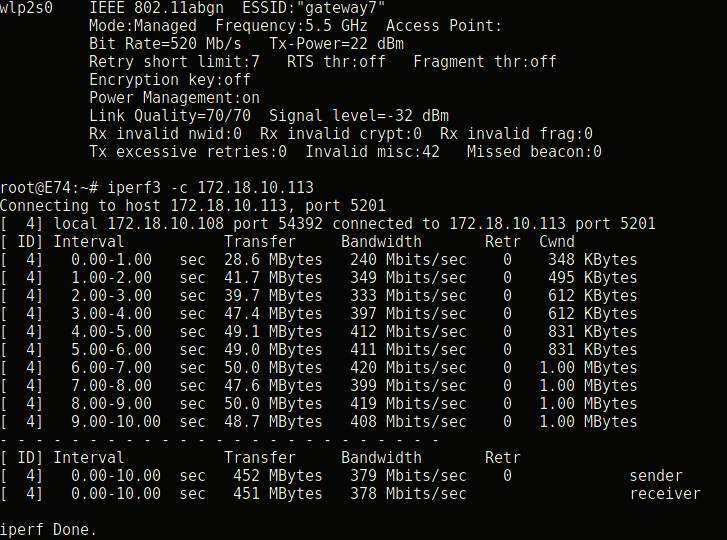 wlp2s0    IEEE 802.11abgn  ESSID:"gateway7"
          Mode:Managed  Frequency:5.5 GHz  Access Point:
          Bit Rate=520 Mb/s   Tx-Power=22 dBm
          Retry short limit:7   RTS thr:off   Fragment thr:off
          Encryption key:off
          Power Management:on
          Link Quality=70/70  Signal level=-32 dBm
          Rx invalid nwid:0  Rx invalid crypt:0  Rx invalid frag:0
          Tx excessive retries:0  Invalid misc:42   Missed beacon:0

root@E74:~# iperf3 -c 172.18.10.113
Connecting to host 172.18.10.113, port 5201
[  4] local 172.18.10.108 port 54392 connected to 172.18.10.113 port 5201
[ ID] Interval           Transfer     Bandwidth       Retr  Cwnd
[  4]   0.00-1.00   sec  28.6 MBytes   240 Mbits/sec    0    348 KBytes
[  4]   1.00-2.00   sec  41.7 MBytes   349 Mbits/sec    0    495 KBytes
[  4]   2.00-3.00   sec  39.7 MBytes   333 Mbits/sec    0    612 KBytes
[  4]   3.00-4.00   sec  47.4 MBytes   397 Mbits/sec    0    612 KBytes
[  4]   4.00-5.00   sec  49.1 MBytes   412 Mbits/sec    0    831 KBytes
[  4]   5.00-6.00   sec  49.0 MBytes   411 Mbits/sec    0    831 KBytes
[  4]   6.00-7.00   sec  50.0 MBytes   420 Mbits/sec    0   1.00 MBytes
[  4]   7.00-8.00   sec  47.6 MBytes   399 Mbits/sec    0   1.00 MBytes
[  4]   8.00-9.00   sec  50.0 MBytes   419 Mbits/sec    0   1.00 MBytes
[  4]   9.00-10.00  sec  48.7 MBytes   408 Mbits/sec    0   1.00 MBytes
- - - - - - - - - - - - - - - - - - - - - - - - -
[ ID] Interval           Transfer     Bandwidth       Retr
[  4]   0.00-10.00  sec   452 MBytes   379 Mbits/sec    0             sender
[  4]   0.00-10.00  sec   451 MBytes   378 Mbits/sec                  receiver

iperf Done.